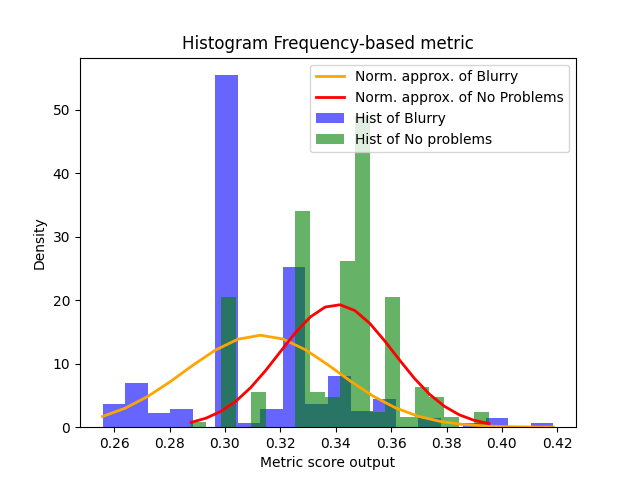 Histogram Frequency-based metric
Norm. approx. of Blurry
Norm. approx. of No Problems
Hist of Blurry
Hist of No problems
Density
50
40
30
20
10
0
0.26 0.28 0.30 0.32 0.34 0.36 0.38 0.40 0.42
Metric score output